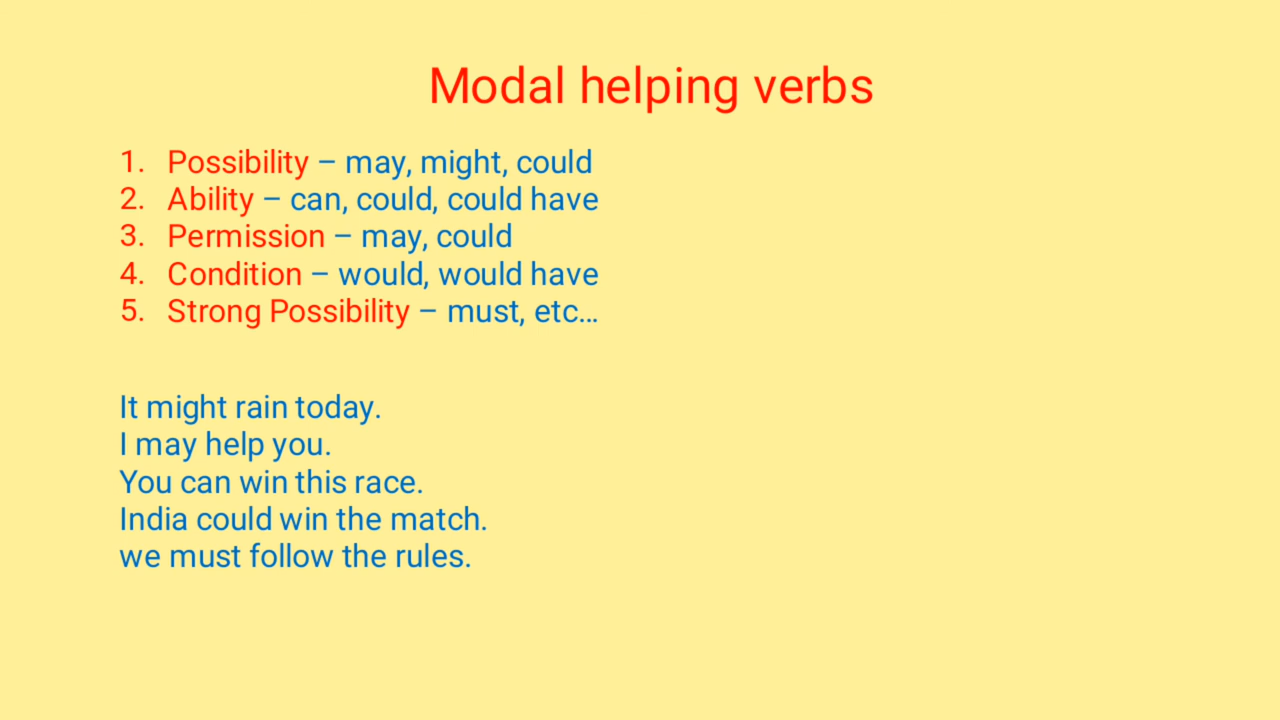 Modal helping verbs
1. Possibility – may, might, could
2. Ability – can, could, could have
3. Permission – may, could
4. Condition – would, would have
5. Strong Possibility – must, etc...
It might rain today.
I may help you.
You can win this race.
India could win the match.
we must follow the rules.